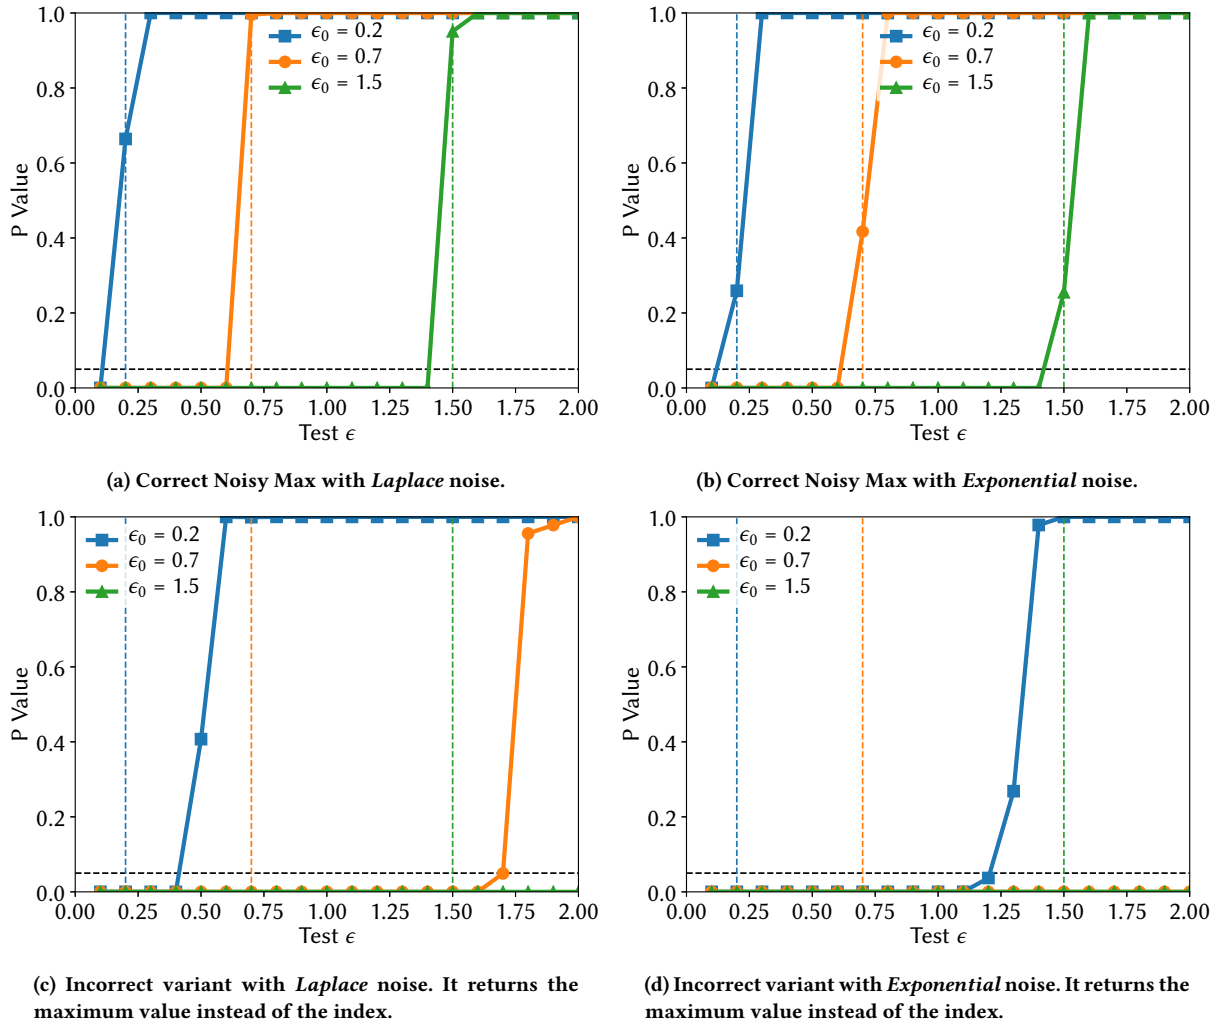 P Value
1.0
0.8
0.6
0.4
0.2
0.0
ϵ0 = 0.2
ϵ0 = 0.7
ϵ0 = 1.5
0.00 0.25 0.50 0.75 1.00 1.25 1.50 1.75 2.00
Test ϵ
(a) Correct Noisy Max with Laplace noise.
P Value
1.0
0.8
0.6
0.4
0.2
0.0
ϵ0 = 0.2
ϵ0 = 0.7
ϵ0 = 1.5
0.00 0.25 0.50 0.75 1.00 1.25 1.50 1.75 2.00
Test ϵ
(b) Correct Noisy Max with Exponential noise.
P Value
1.0
0.8
0.6
0.4
0.2
0.0
ϵ0 = 0.2
ϵ0 = 0.7
ϵ0 = 1.5
0.00 0.25 0.50 0.75 1.00 1.25 1.50 1.75 2.00
Test ϵ
(c) Incorrect variant with Laplace noise. It returns the
maximum value instead of the index.
P Value
1.0
0.8
0.6
0.4
0.2
0.0
ϵ0 = 0.2
ϵ0 = 0.7
ϵ0 = 1.5
0.00 0.25 0.50 0.75 1.00 1.25 1.50 1.75 2.00
Test ϵ
(d) Incorrect variant with Exponential noise. It returns the
maximum value instead of the index.